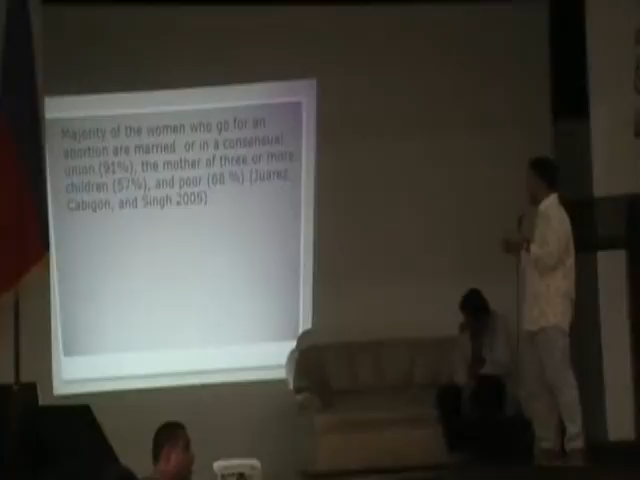 Majority of the women who go for an
abortion are married or in a consensual
union (91%), the mother of three or more
children (57%), and poor (68 %) (Juarez,
Cabigon, and Singh 2005)